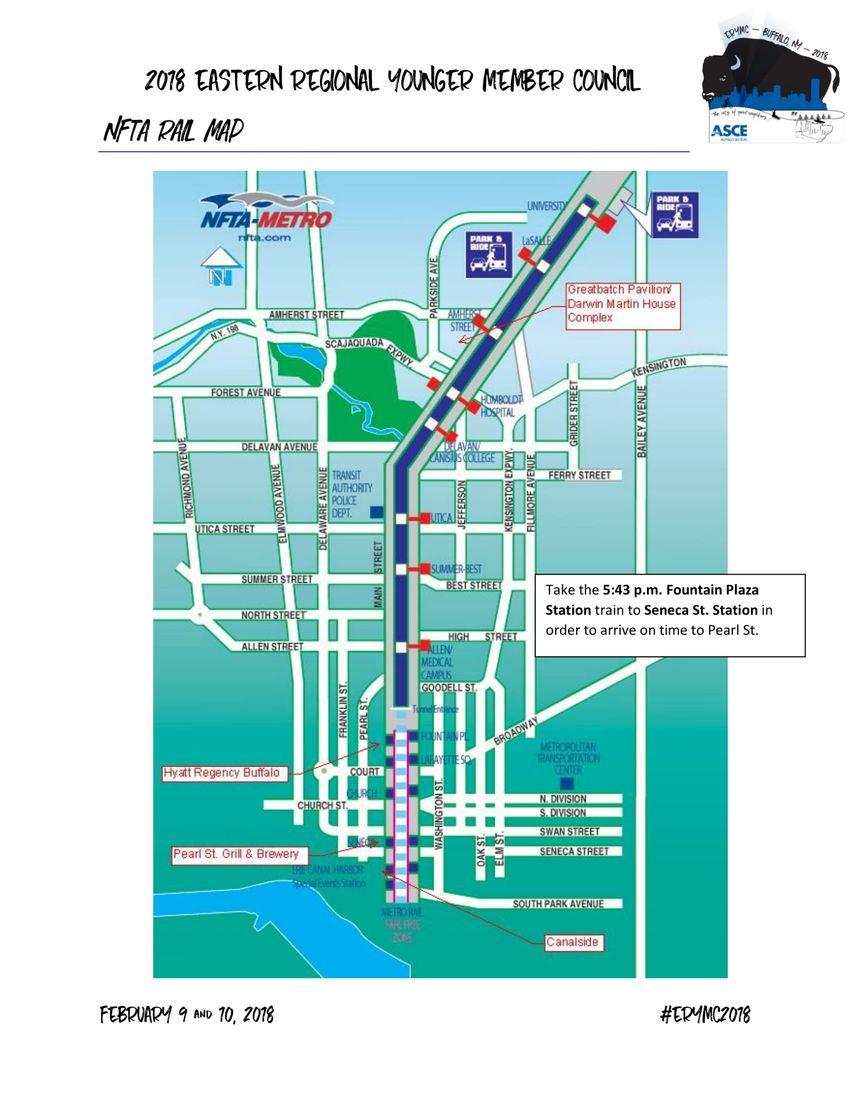 ERYMC – BUFFALO, NY – 2018
the city of good neighbors
ASCE
BUFFALO SECTION
2018 EASTERN REGIONAL YOUNGER MEMBER COUNCIL
NFTA RAIL MAP
NFTA-METRO
nfta.com
N
UNIVERSITY
PARK &
RIDE
LaSALLE
PARK &
RIDE
PARKSIDE AVE.
Greatbatch Pavilion/
Darwin Martin House
Complex
AMHERST STREET
AMHERST
STREET
N.Y. 198
SCAJAQUADA EXPWY.
KENSINGTON
FOREST AVENUE
HUMBOLDT
HOSPITAL
GRIDER STREET
BAILEY AVENUE
RICHMOND AVENUE
DELAVAN AVENUE
DELAVAN/
CANISIUS COLLEGE
ELMWOOD AVENUE
DELAWARE AVENUE
TRANSIT
AUTHORITY
POLICE
DEPT.
JEFFERSON
KENSINGTON EXPWY.
FILLMORE AVENUE
FERRY STREET
UTICA STREET
UTICA
MAIN STREET
SUMMER STREET
SUMMER-BEST
BEST STREET
Take the 5:43 p.m. Fountain Plaza
Station train to Seneca St. Station in
order to arrive on time to Pearl St.
NORTH STREET
HIGH STREET
ALLEN STREET
ALLEN/
MEDICAL
CAMPUS
GOODELL ST.
FRANKLIN ST.
PEARL ST.
Tunnel Entrance
FOUNTAIN PL.
BROADWAY
LAFAYETTE SQ.
METROPOLITAN
TRANSPORTATION
CENTER
Hyatt Regency Buffalo
COURT
CHURCH
CHURCH ST.
WASHINGTON ST.
N. DIVISION
S. DIVISION
SWAN STREET
OAK ST.
ELM ST.
SENECA
SENECA STREET
Pearl St. Grill & Brewery
ERIE CANAL HARBOR
Special Events Station
SOUTH PARK AVENUE
METRO RAIL
FARE FREE
ZONE
Canalside
FEBRUARY 9 AND 10, 2018
#ERYMC2018